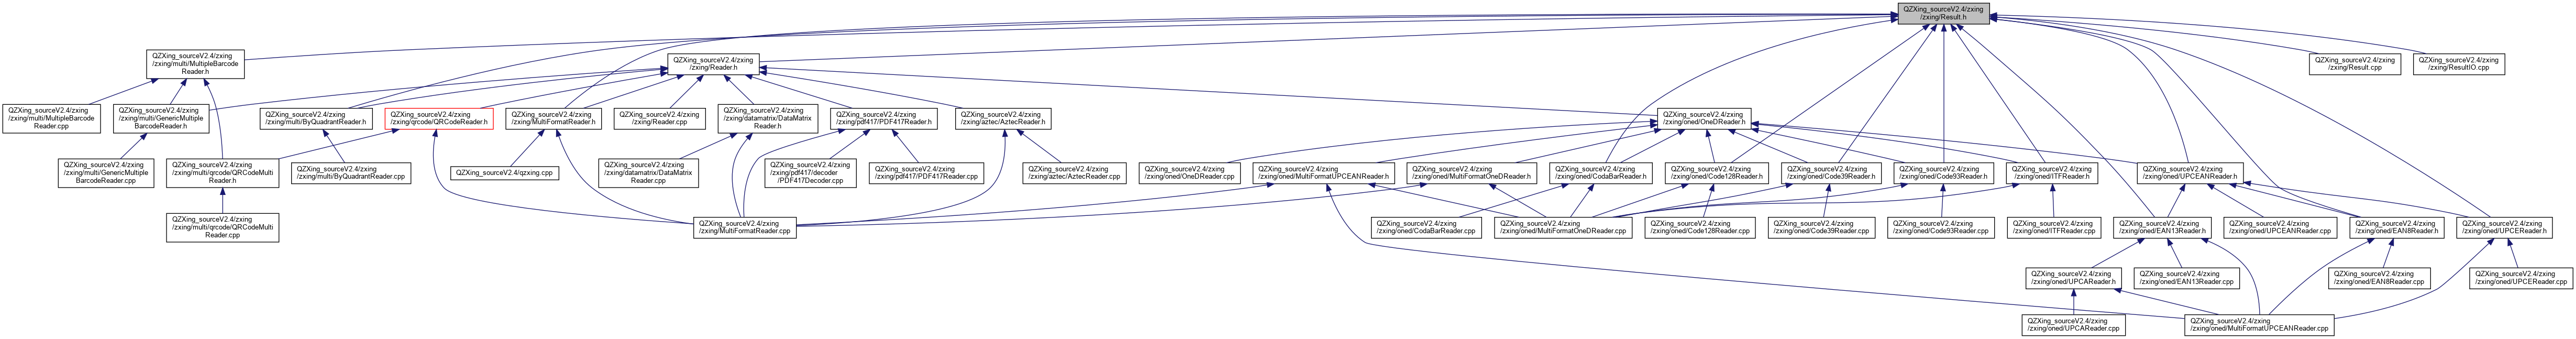 QZXing_sourceV2.4/zxing
/zxing/Result.h
QZXing_sourceV2.4/zxing
/zxing/multi/MultipleBarcode
Reader.h
QZXing_sourceV2.4/zxing
/zxing/Reader.h
QZXing_sourceV2.4/zxing
/zxing/Result.cpp
QZXing_sourceV2.4/zxing
/zxing/ResultIO.cpp
QZXing_sourceV2.4/zxing
/zxing/multi/MultipleBarcode
Reader.cpp
QZXing_sourceV2.4/zxing
/zxing/multi/GenericMultiple
BarcodeReader.h
QZXing_sourceV2.4/zxing
/zxing/multi/ByQuadrantReader.h
QZXing_sourceV2.4/zxing
/zxing/qrcode/QRCodeReader.h
QZXing_sourceV2.4/zxing
/zxing/MultiFormatReader.h
QZXing_sourceV2.4/zxing
/zxing/Reader.cpp
QZXing_sourceV2.4/zxing
/zxing/datamatrix/DataMatrix
Reader.h
QZXing_sourceV2.4/zxing
/zxing/pdf417/PDF417Reader.h
QZXing_sourceV2.4/zxing
/zxing/aztec/AztecReader.h
QZXing_sourceV2.4/zxing
/zxing/oned/OneDReader.h
QZXing_sourceV2.4/zxing
/zxing/multi/GenericMultiple
BarcodeReader.cpp
QZXing_sourceV2.4/zxing
/zxing/multi/qrcode/QRCodeMulti
Reader.h
QZXing_sourceV2.4/zxing
/zxing/multi/ByQuadrantReader.cpp
QZXing_sourceV2.4/qzxing.cpp
QZXing_sourceV2.4/zxing
/zxing/datamatrix/DataMatrix
Reader.cpp
QZXing_sourceV2.4/zxing
/zxing/pdf417/decoder
/PDF417Decoder.cpp
QZXing_sourceV2.4/zxing
/zxing/pdf417/PDF417Reader.cpp
QZXing_sourceV2.4/zxing
/zxing/aztec/AztecReader.cpp
QZXing_sourceV2.4/zxing
/zxing/oned/OneDReader.cpp
QZXing_sourceV2.4/zxing
/zxing/oned/MultiFormatUPCEANReader.h
QZXing_sourceV2.4/zxing
/zxing/oned/MultiFormatOneDReader.h
QZXing_sourceV2.4/zxing
/zxing/oned/CodaBarReader.h
QZXing_sourceV2.4/zxing
/zxing/oned/Code128Reader.h
QZXing_sourceV2.4/zxing
/zxing/oned/Code39Reader.h
QZXing_sourceV2.4/zxing
/zxing/oned/Code93Reader.h
QZXing_sourceV2.4/zxing
/zxing/oned/ITFReader.h
QZXing_sourceV2.4/zxing
/zxing/oned/UPCEANReader.h
QZXing_sourceV2.4/zxing
/zxing/multi/qrcode/QRCodeMulti
Reader.cpp
QZXing_sourceV2.4/zxing
/zxing/MultiFormatReader.cpp
QZXing_sourceV2.4/zxing
/zxing/oned/CodaBarReader.cpp
QZXing_sourceV2.4/zxing
/zxing/oned/MultiFormatOneDReader.cpp
QZXing_sourceV2.4/zxing
/zxing/oned/Code128Reader.cpp
QZXing_sourceV2.4/zxing
/zxing/oned/Code39Reader.cpp
QZXing_sourceV2.4/zxing
/zxing/oned/Code93Reader.cpp
QZXing_sourceV2.4/zxing
/zxing/oned/ITFReader.cpp
QZXing_sourceV2.4/zxing
/zxing/oned/EAN13Reader.h
QZXing_sourceV2.4/zxing
/zxing/oned/UPCEANReader.cpp
QZXing_sourceV2.4/zxing
/zxing/oned/EAN8Reader.h
QZXing_sourceV2.4/zxing
/zxing/oned/UPCEReader.h
QZXing_sourceV2.4/zxing
/zxing/oned/UPCAReader.h
QZXing_sourceV2.4/zxing
/zxing/oned/EAN13Reader.cpp
QZXing_sourceV2.4/zxing
/zxing/oned/EAN8Reader.cpp
QZXing_sourceV2.4/zxing
/zxing/oned/UPCEReader.cpp
QZXing_sourceV2.4/zxing
/zxing/oned/UPCAReader.cpp
QZXing_sourceV2.4/zxing
/zxing/oned/MultiFormatUPCEANReader.cpp